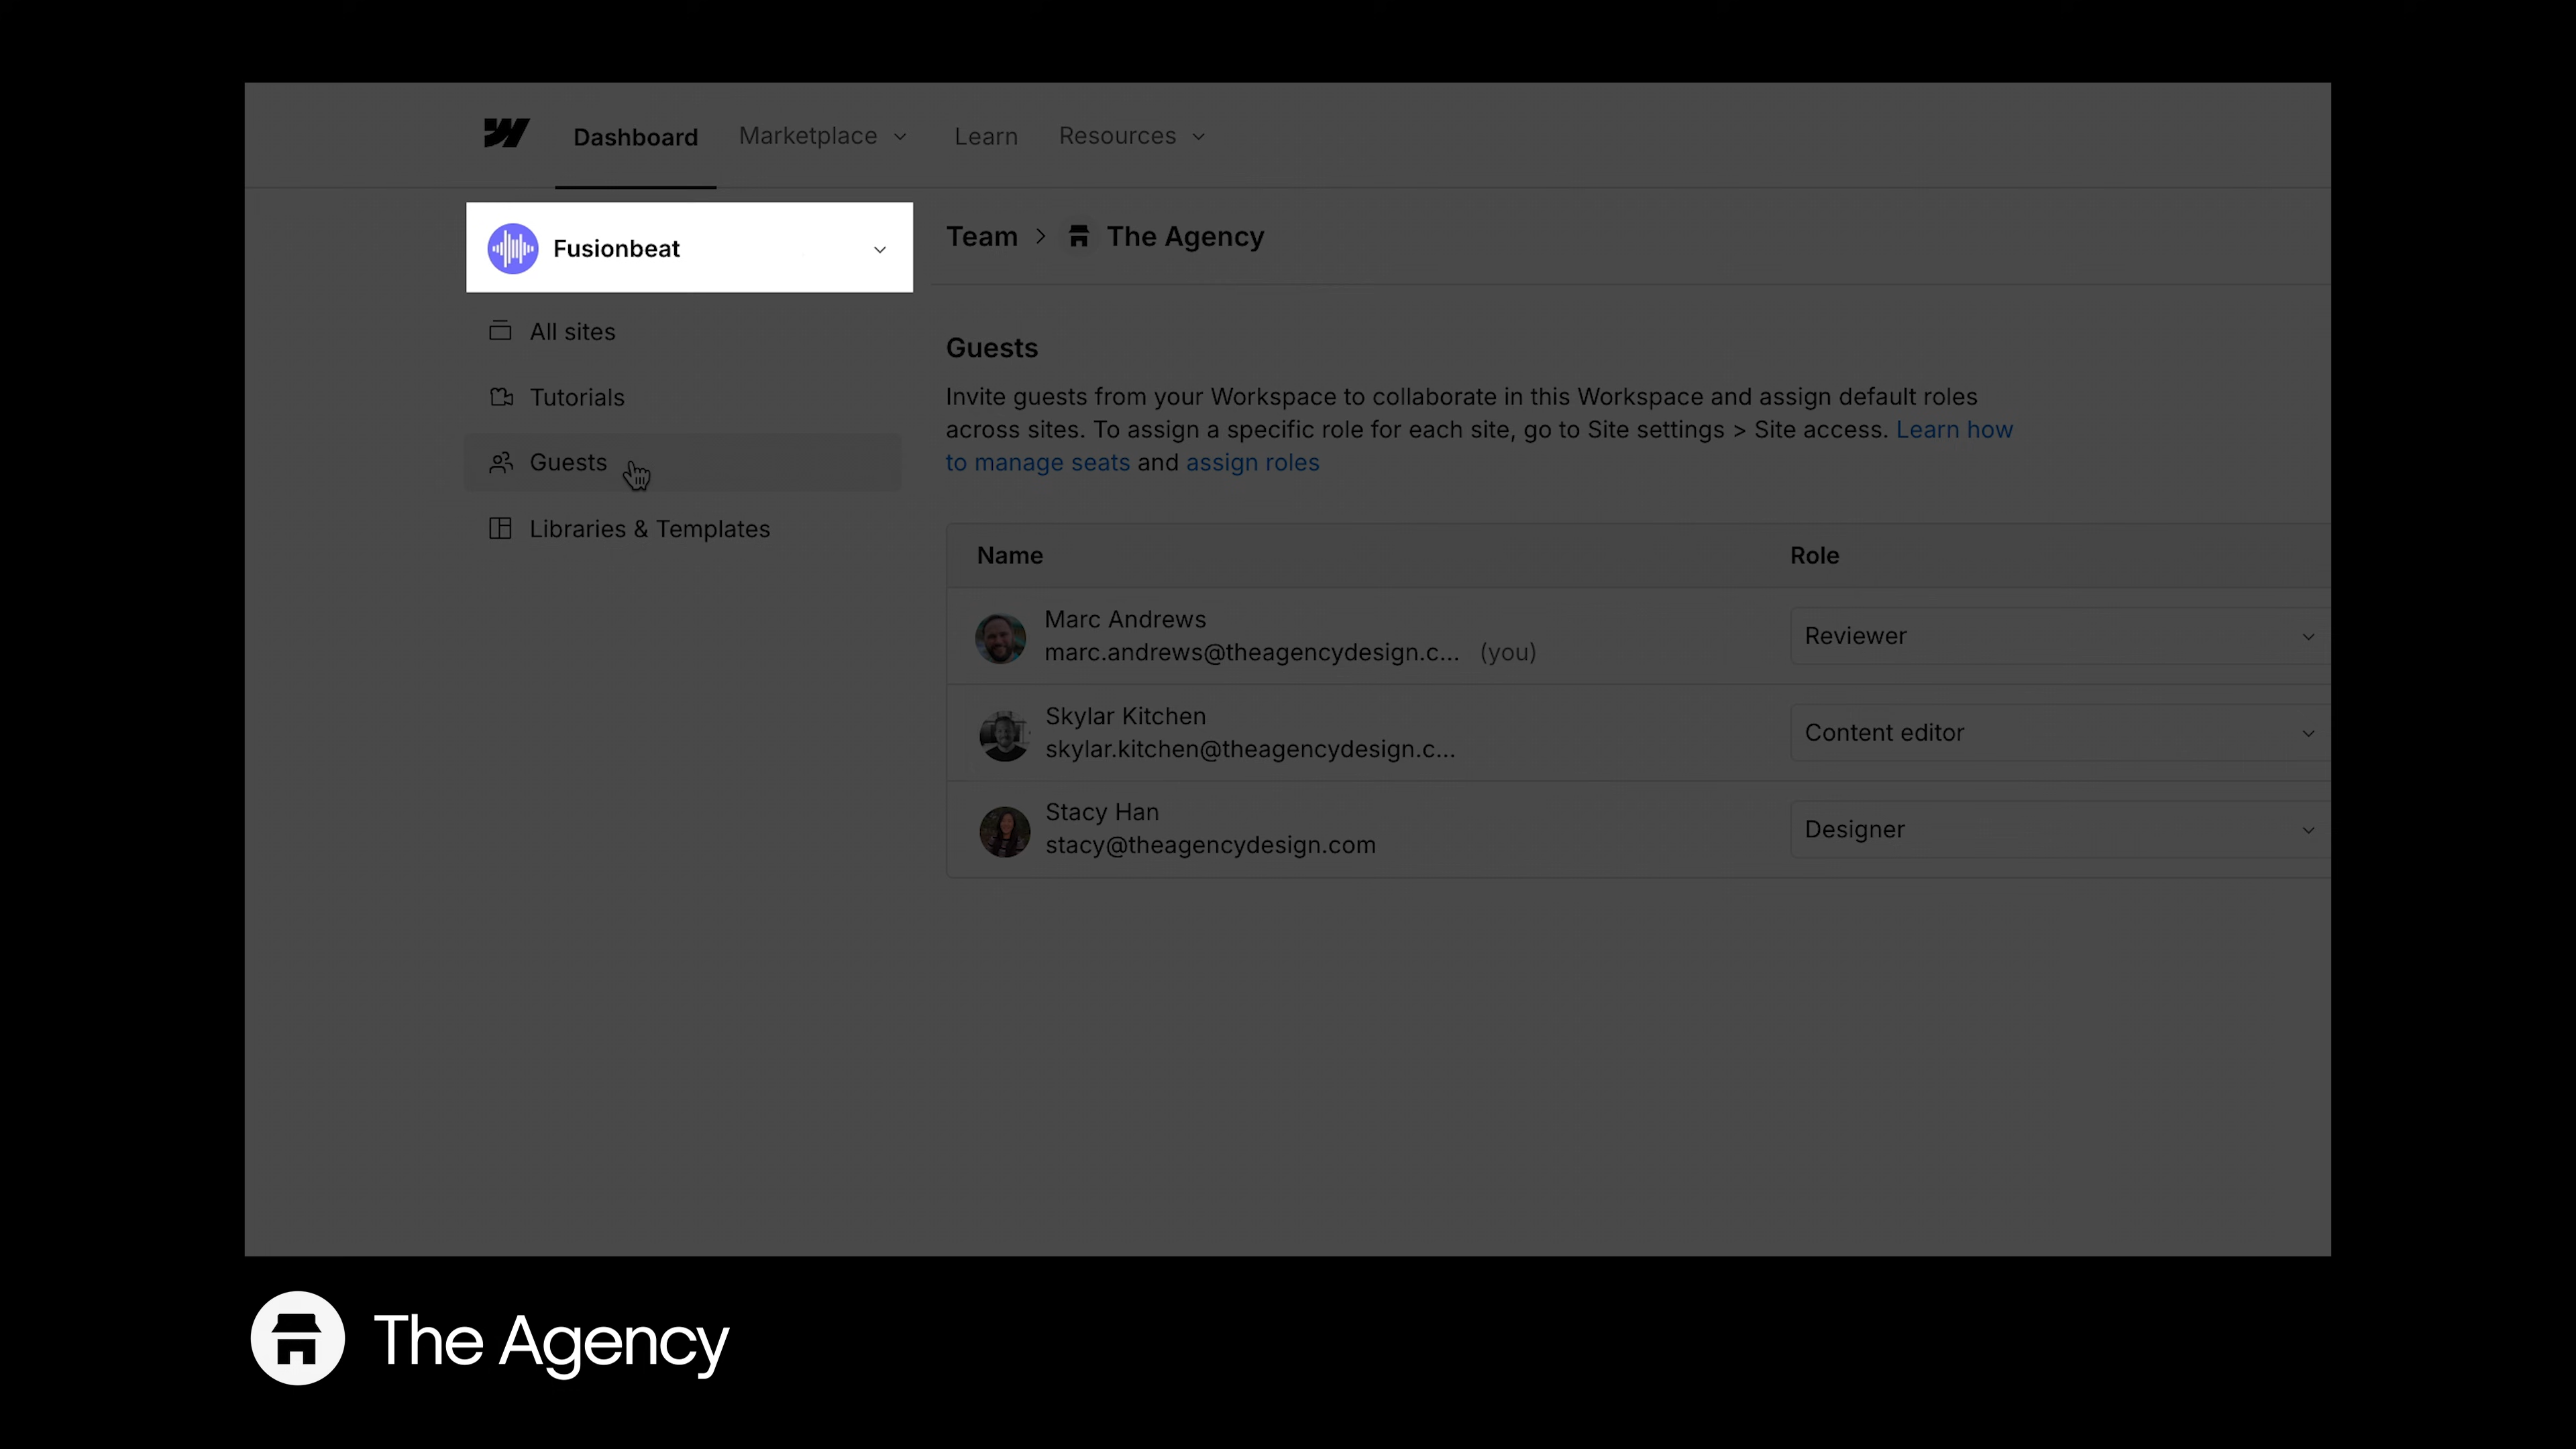 Dashboard
Marketplace
Learn
Resources
Fusionbeat
Team > The Agency
All sites
Tutorials
Guests
Libraries & Templates
Guests
Invite guests from your Workspace to collaborate in this Workspace and assign default roles
across sites. To assign a specific role for each site, go to Site settings > Site access. Learn how
to manage seats and assign roles
Name
Role
Marc Andrews
marc.andrews@theagencydesign.c... (you)
Reviewer
Skylar Kitchen
skylar.kitchen@theagencydesign.c...
Content editor
Stacy Han
stacy@theagencydesign.com
Designer
The Agency